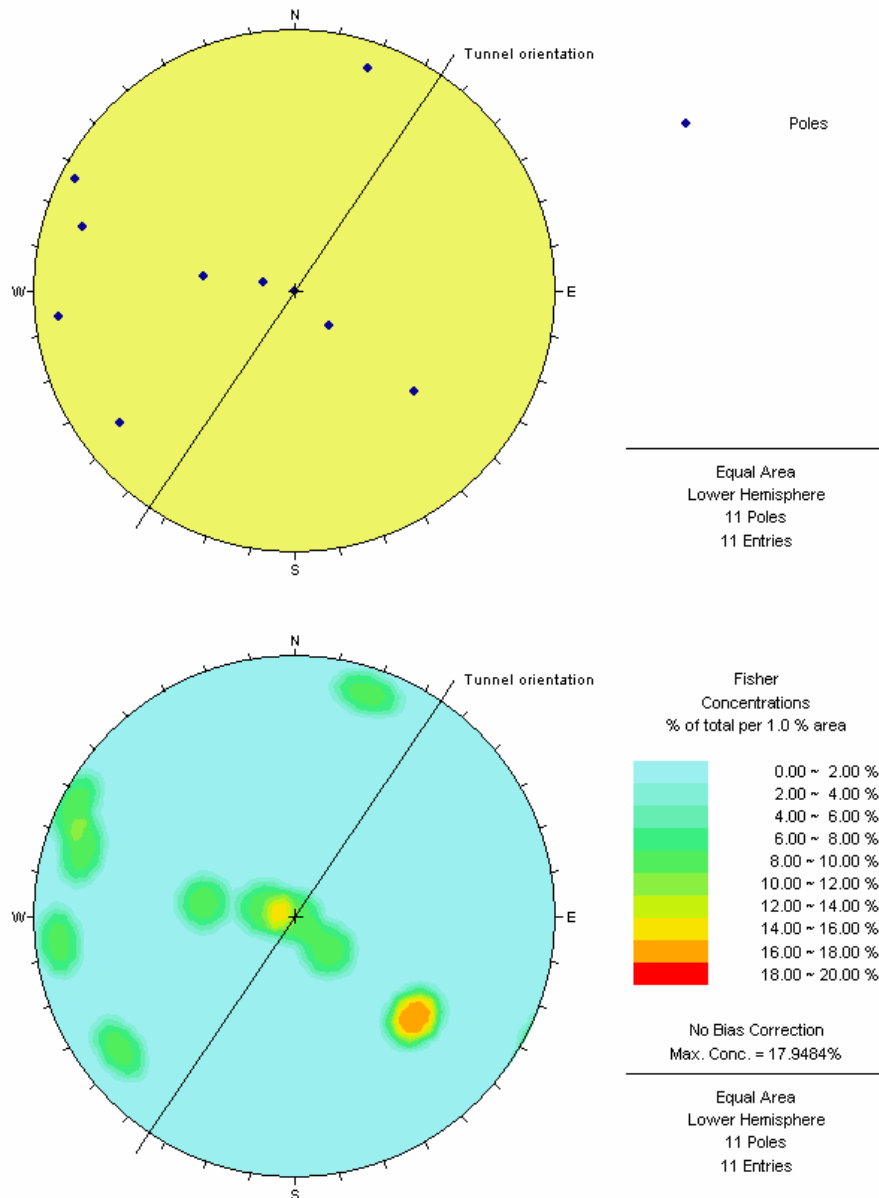 N
Tunnel orientation
Poles
W
E
S
Equal Area
Lower Hemisphere
11 Poles
11 Entries
N
Tunnel orientation
W
E
S
Fisher
Concentrations
% of total per 1.0 % area
0.00 ~ 2.00 %
2.00 ~ 4.00 %
4.00 ~ 6.00 %
6.00 ~ 8.00 %
8.00 ~ 10.00 %
10.00 ~ 12.00 %
12.00 ~ 14.00 %
14.00 ~ 16.00 %
16.00 ~ 18.00 %
18.00 ~ 20.00 %
No Bias Correction
Max. Conc. = 17.9484%
Equal Area
Lower Hemisphere
11 Poles
11 Entries